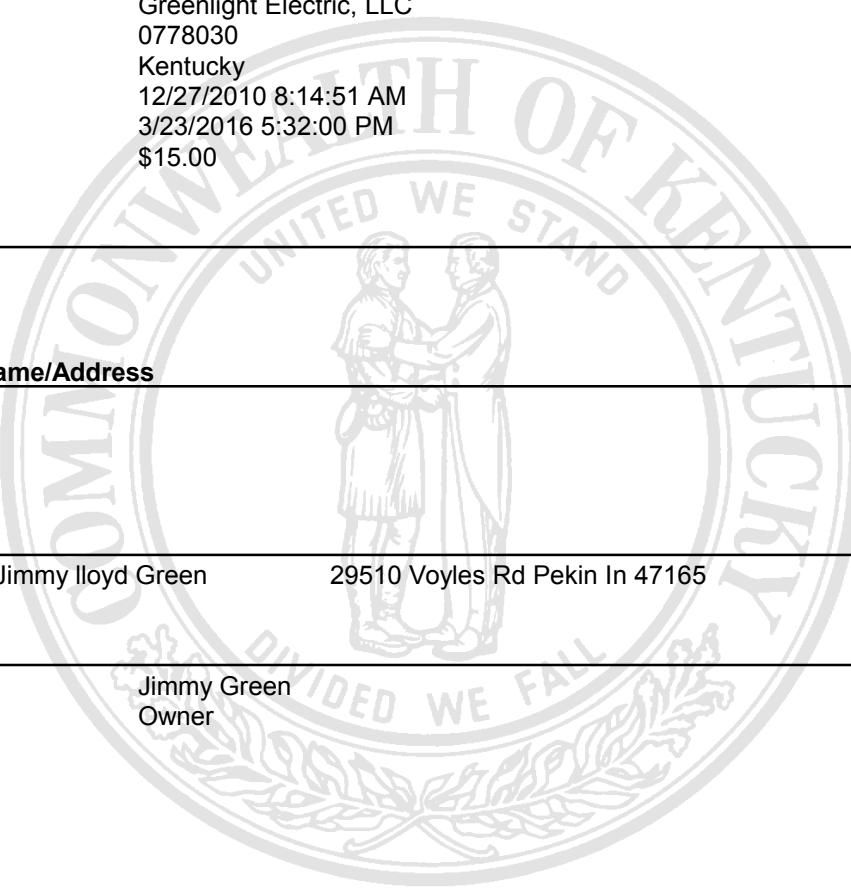 Greenlight Electric, LLC
0778030
Kentucky
12/27/2010 8:14:51 AM
3/23/2016 5:32:00 PM
$15.00
COMMONWEALTH OF KENTUCKY
UNITED WE STAND
ame/Address
Jimmy lloyd Green 29510 Voyles Rd Pekin In 47165
Jimmy Green
Owner
DIVIDED WE FALL